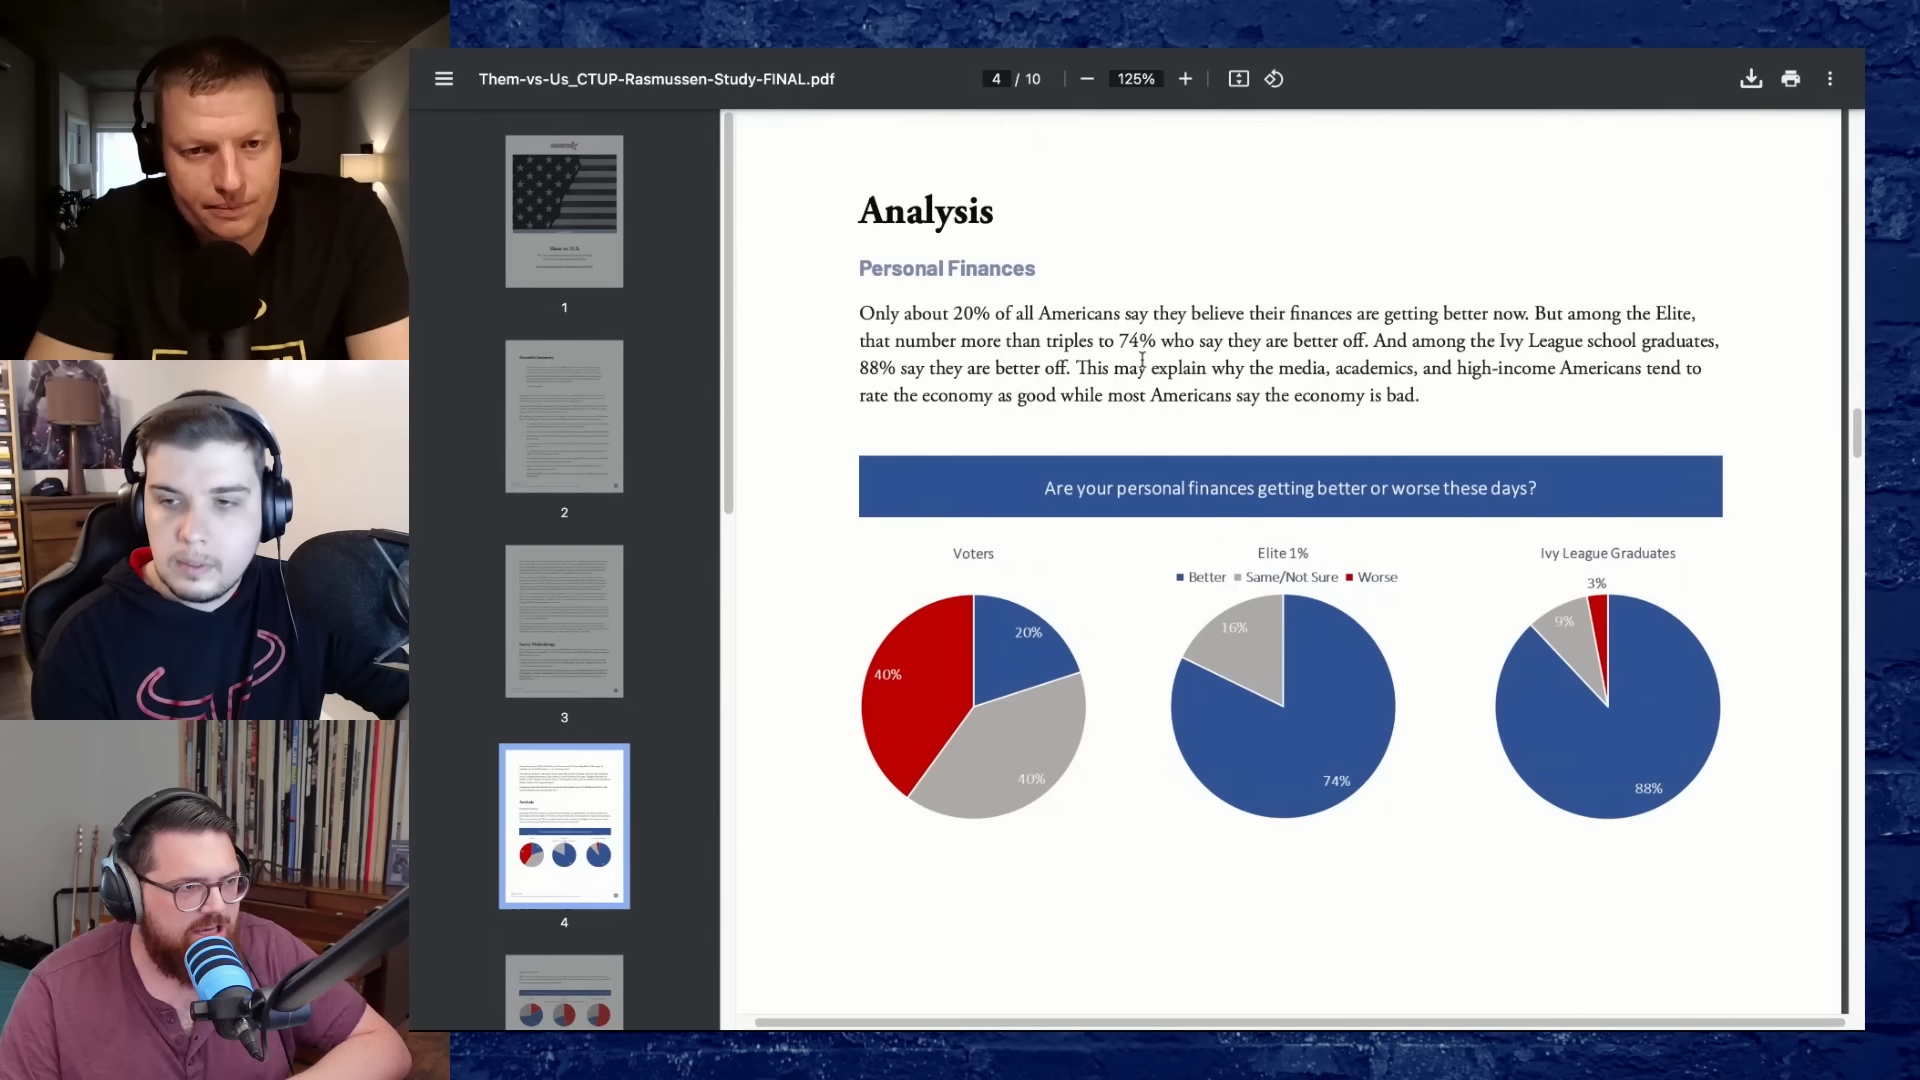 Them-vs-Us_CTUP-Rasmussen-Study-FINAL.pdf
4 / 10
125%
1
2
3
4
Analysis
Personal Finances
Only about 20% of all Americans say they believe their finances are getting better now. But among the Elite,
that number more than triples to 74% who say they are better off. And among the Ivy League school graduates,
88% say they are better off. This may explain why the media, academics, and high-income Americans tend to
rate the economy as good while most Americans say the economy is bad.
Are your personal finances getting better or worse these days?
Voters
20%
40%
40%
Elite 1%
Better Same/Not Sure Worse
16%
74%
Ivy League Graduates
3%
9%
88%